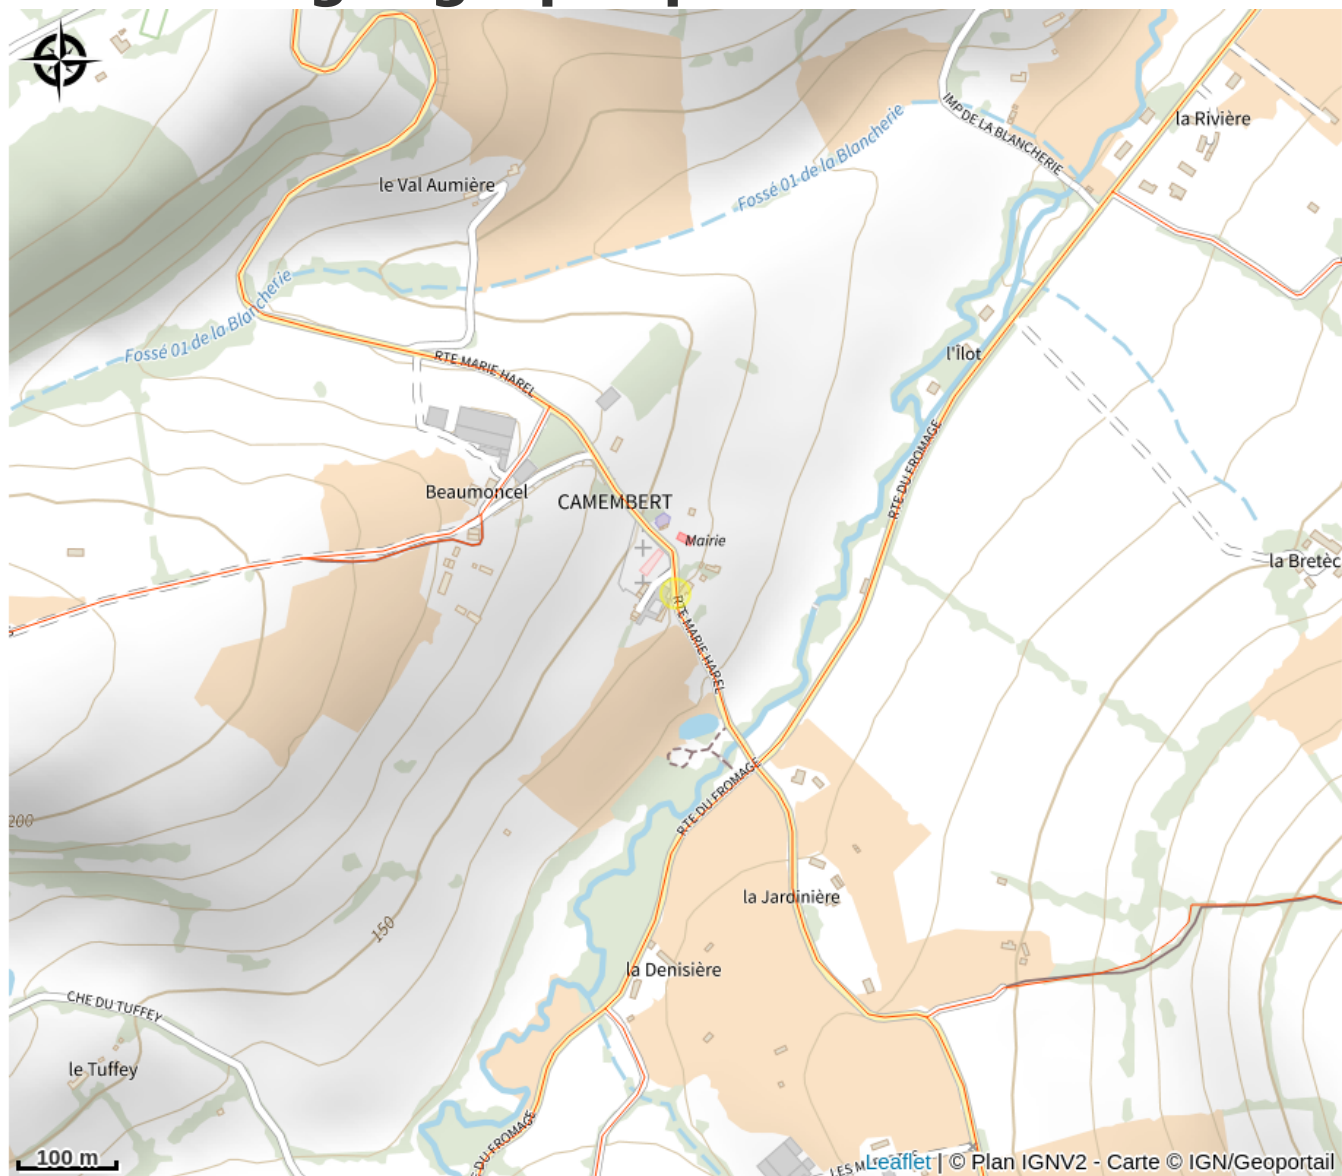 la Rivière
IMP DE LA BLANCHERIE
Fossé 01 de la Blancherie
le Val Aumière
Fossé 01 de la Blancherie
RTE MARIE HAREL
l'Îlot
RTE DU FROMAGE
Beaumoncel
CAMEMBERT
Mairie
la Bretèc
RTE MARIE HAREL
RTE DU FROMAGE
200
la Jardinière
150
la Denisière
CHE DU TUFFEY
le Tuffey
DU FROMAGE
100 m
LES M
Leaflet | © Plan IGNV2 - Carte © IGN/Geoportail